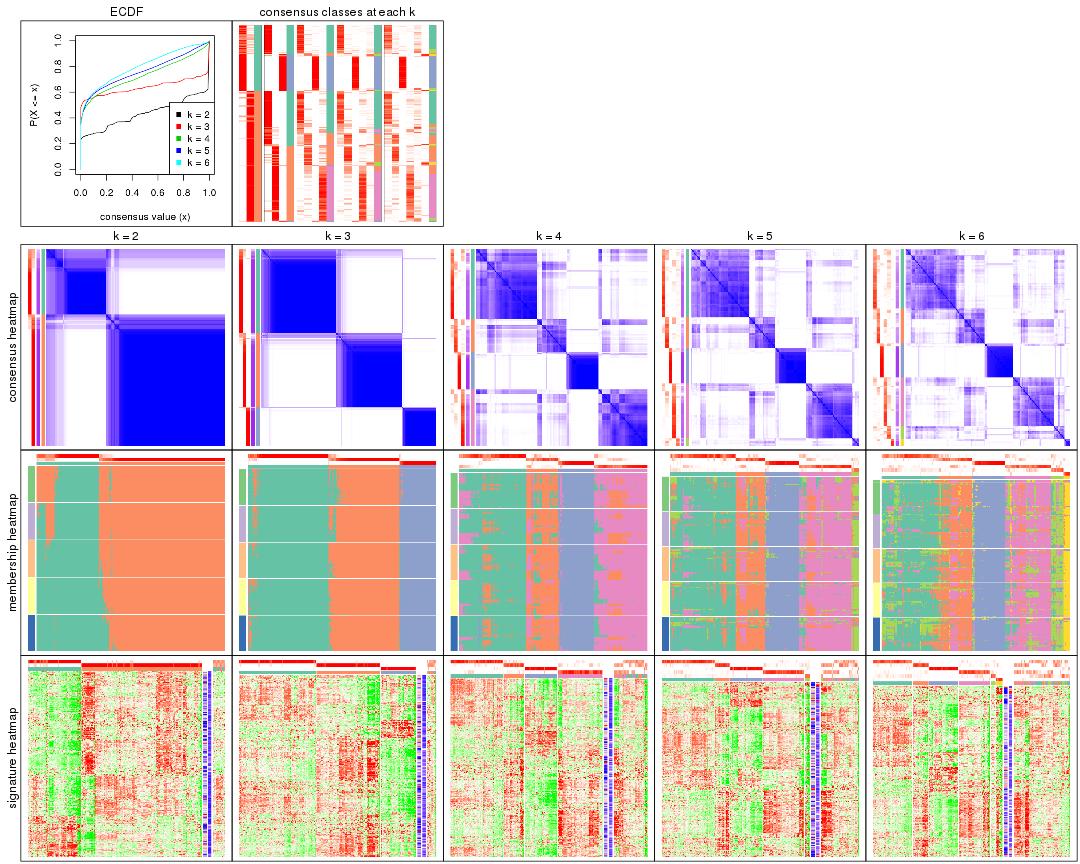 ECDF
consensus classes at each k
P(X <= x)
0.0 0.2 0.4 0.6 0.8 1.0
k = 2
k = 3
k = 4
k = 5
k = 6
0.0 0.2 0.4 0.6 0.8 1.0
consensus value (x)
k = 2
k = 3
k = 4
k = 5
k = 6
consensus heatmap
membership heatmap
signature heatmap